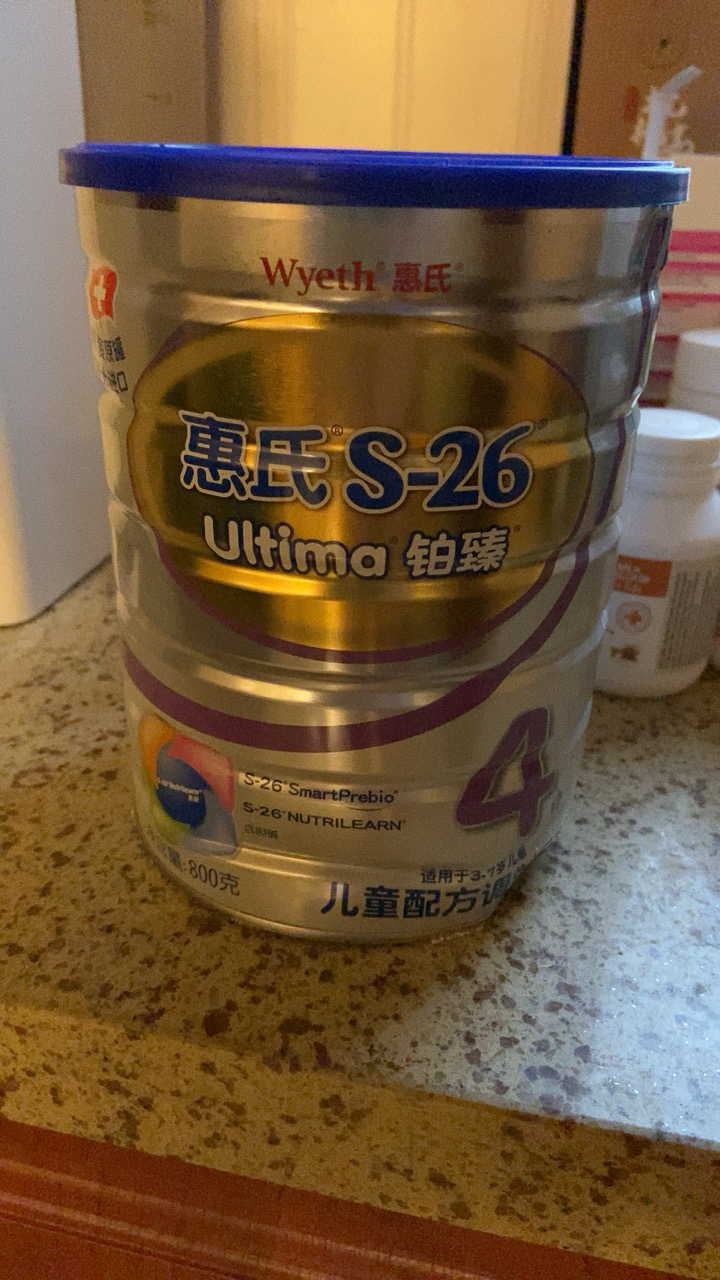 Wyeth® 惠氏®
惠氏® S-26®
Ultima® 铂臻®
4
S-26® SmartPrebio®
S-26® NUTRILEARN®
:800克
适用于3-7岁儿
儿童配方调